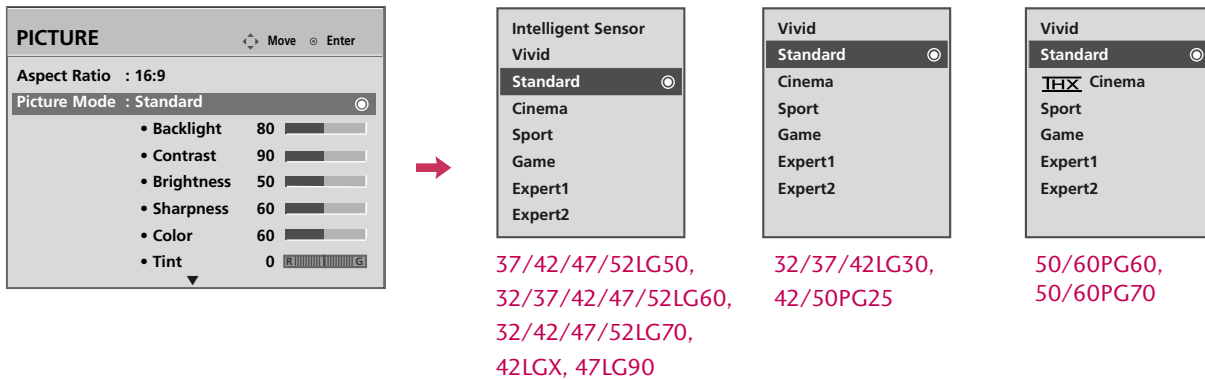 PICTURE
Move
Enter
Aspect Ratio : 16:9
Picture Mode : Standard
• Backlight 80
• Contrast 90
• Brightness 50
• Sharpness 60
• Color 60
• Tint 0 R G
Intelligent Sensor
Vivid
Standard
Cinema
Sport
Game
Expert1
Expert2
37/42/47/52LG50,
32/37/42/47/52LG60,
32/42/47/52LG70,
42LGX, 47LG90
Vivid
Standard
Cinema
Sport
Game
Expert1
Expert2
32/37/42LG30,
42/50PG25
Vivid
Standard
THX Cinema
Sport
Game
Expert1
Expert2
50/60PG60,
50/60PG70